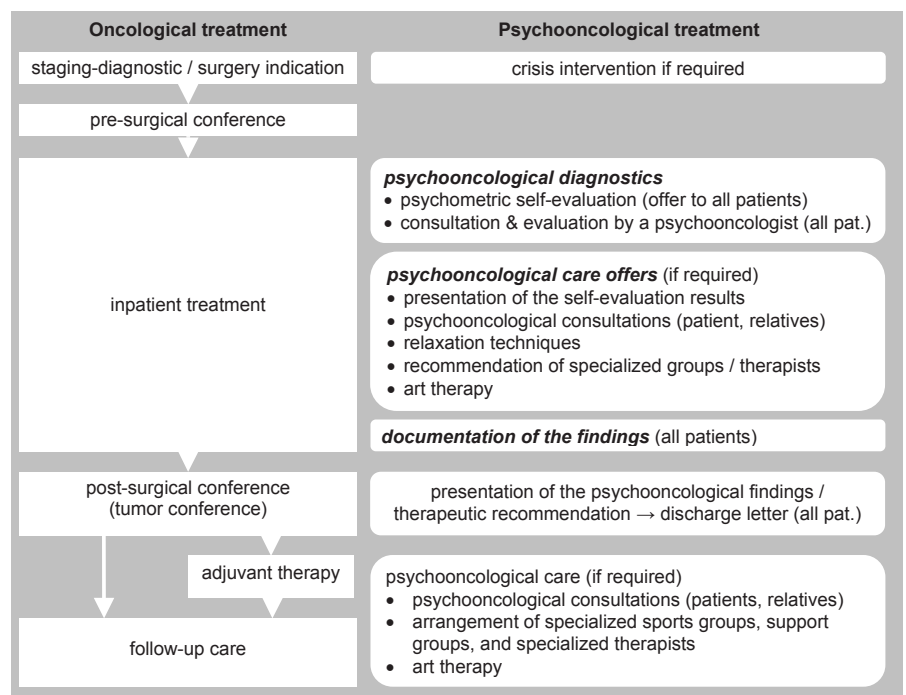 Oncological treatment
Psychooncological treatment
staging-diagnostic / surgery indication
crisis intervention if required
pre-surgical conference
inpatient treatment
psychooncological diagnostics
• psychometric self-evaluation (offer to all patients)
• consultation & evaluation by a psychooncologist (all pat.)
psychooncological care offers (if required)
• presentation of the self-evaluation results
• psychooncological consultations (patient, relatives)
• relaxation techniques
• recommendation of specialized groups / therapists
• art therapy
documentation of the findings (all patients)
post-surgical conference
(tumor conference)
presentation of the psychooncological findings /
therapeutic recommendation → discharge letter (all pat.)
adjuvant therapy
follow-up care
psychooncological care (if required)
• psychooncological consultations (patients, relatives)
• arrangement of specialized sports groups, support
groups, and specialized therapists
• art therapy